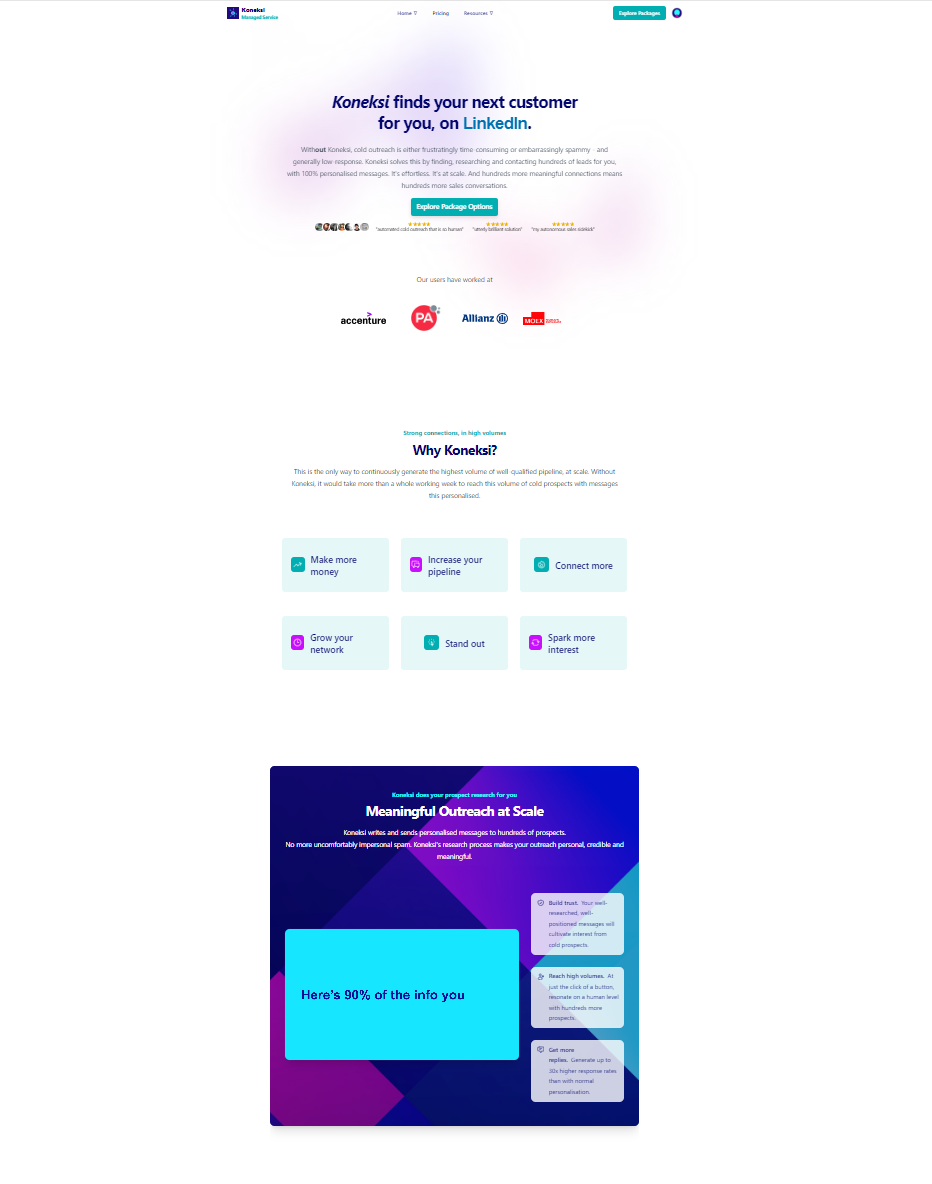 Koneksi
Managed Service
Home ▽
Pricing
Resources ▽
Explore Packages
Koneksi finds your next customer
for you, on LinkedIn.
Without Koneksi, cold outreach is either frustratingly time-consuming or embarrassingly spammy - and
generally low-response. Koneksi solves this by finding, researching and contacting hundreds of leads for you,
with 100% personalised messages. It's effortless. It's at scale. And hundreds more meaningful connections means
hundreds more sales conversations.
Explore Package Options
★★★★★
"automated cold outreach that is so human"
★★★★★
"utterly brilliant solution"
★★★★★
"my autonomous sales sidekick"
Our users have worked at
accenture
PA
Allianz
MOEX
Strong connections, in high volumes
Why Koneksi?
This is the only way to continuously generate the highest volume of well-qualified pipeline, at scale. Without
Koneksi, it would take more than a whole working week to reach this volume of cold prospects with messages
this personalised.
Make more
money
Increase your
pipeline
Connect more
Grow your
network
Stand out
Spark more
interest
Koneksi does your prospect research for you
Meaningful Outreach at Scale
Koneksi writes and sends personalised messages to hundreds of prospects.
No more uncomfortably impersonal spam. Koneksi's research process makes your outreach personal, credible and
meaningful.
Here's 90% of the info you
Build trust. Your well-
researched, well-
positioned messages will
cultivate interest from
cold prospects.
Reach high volumes. At
just the click of a button,
resonate on a human level
with hundreds more
prospects.
Get more
replies. Generate up to
30x higher response rates
than with normal
personalisation.